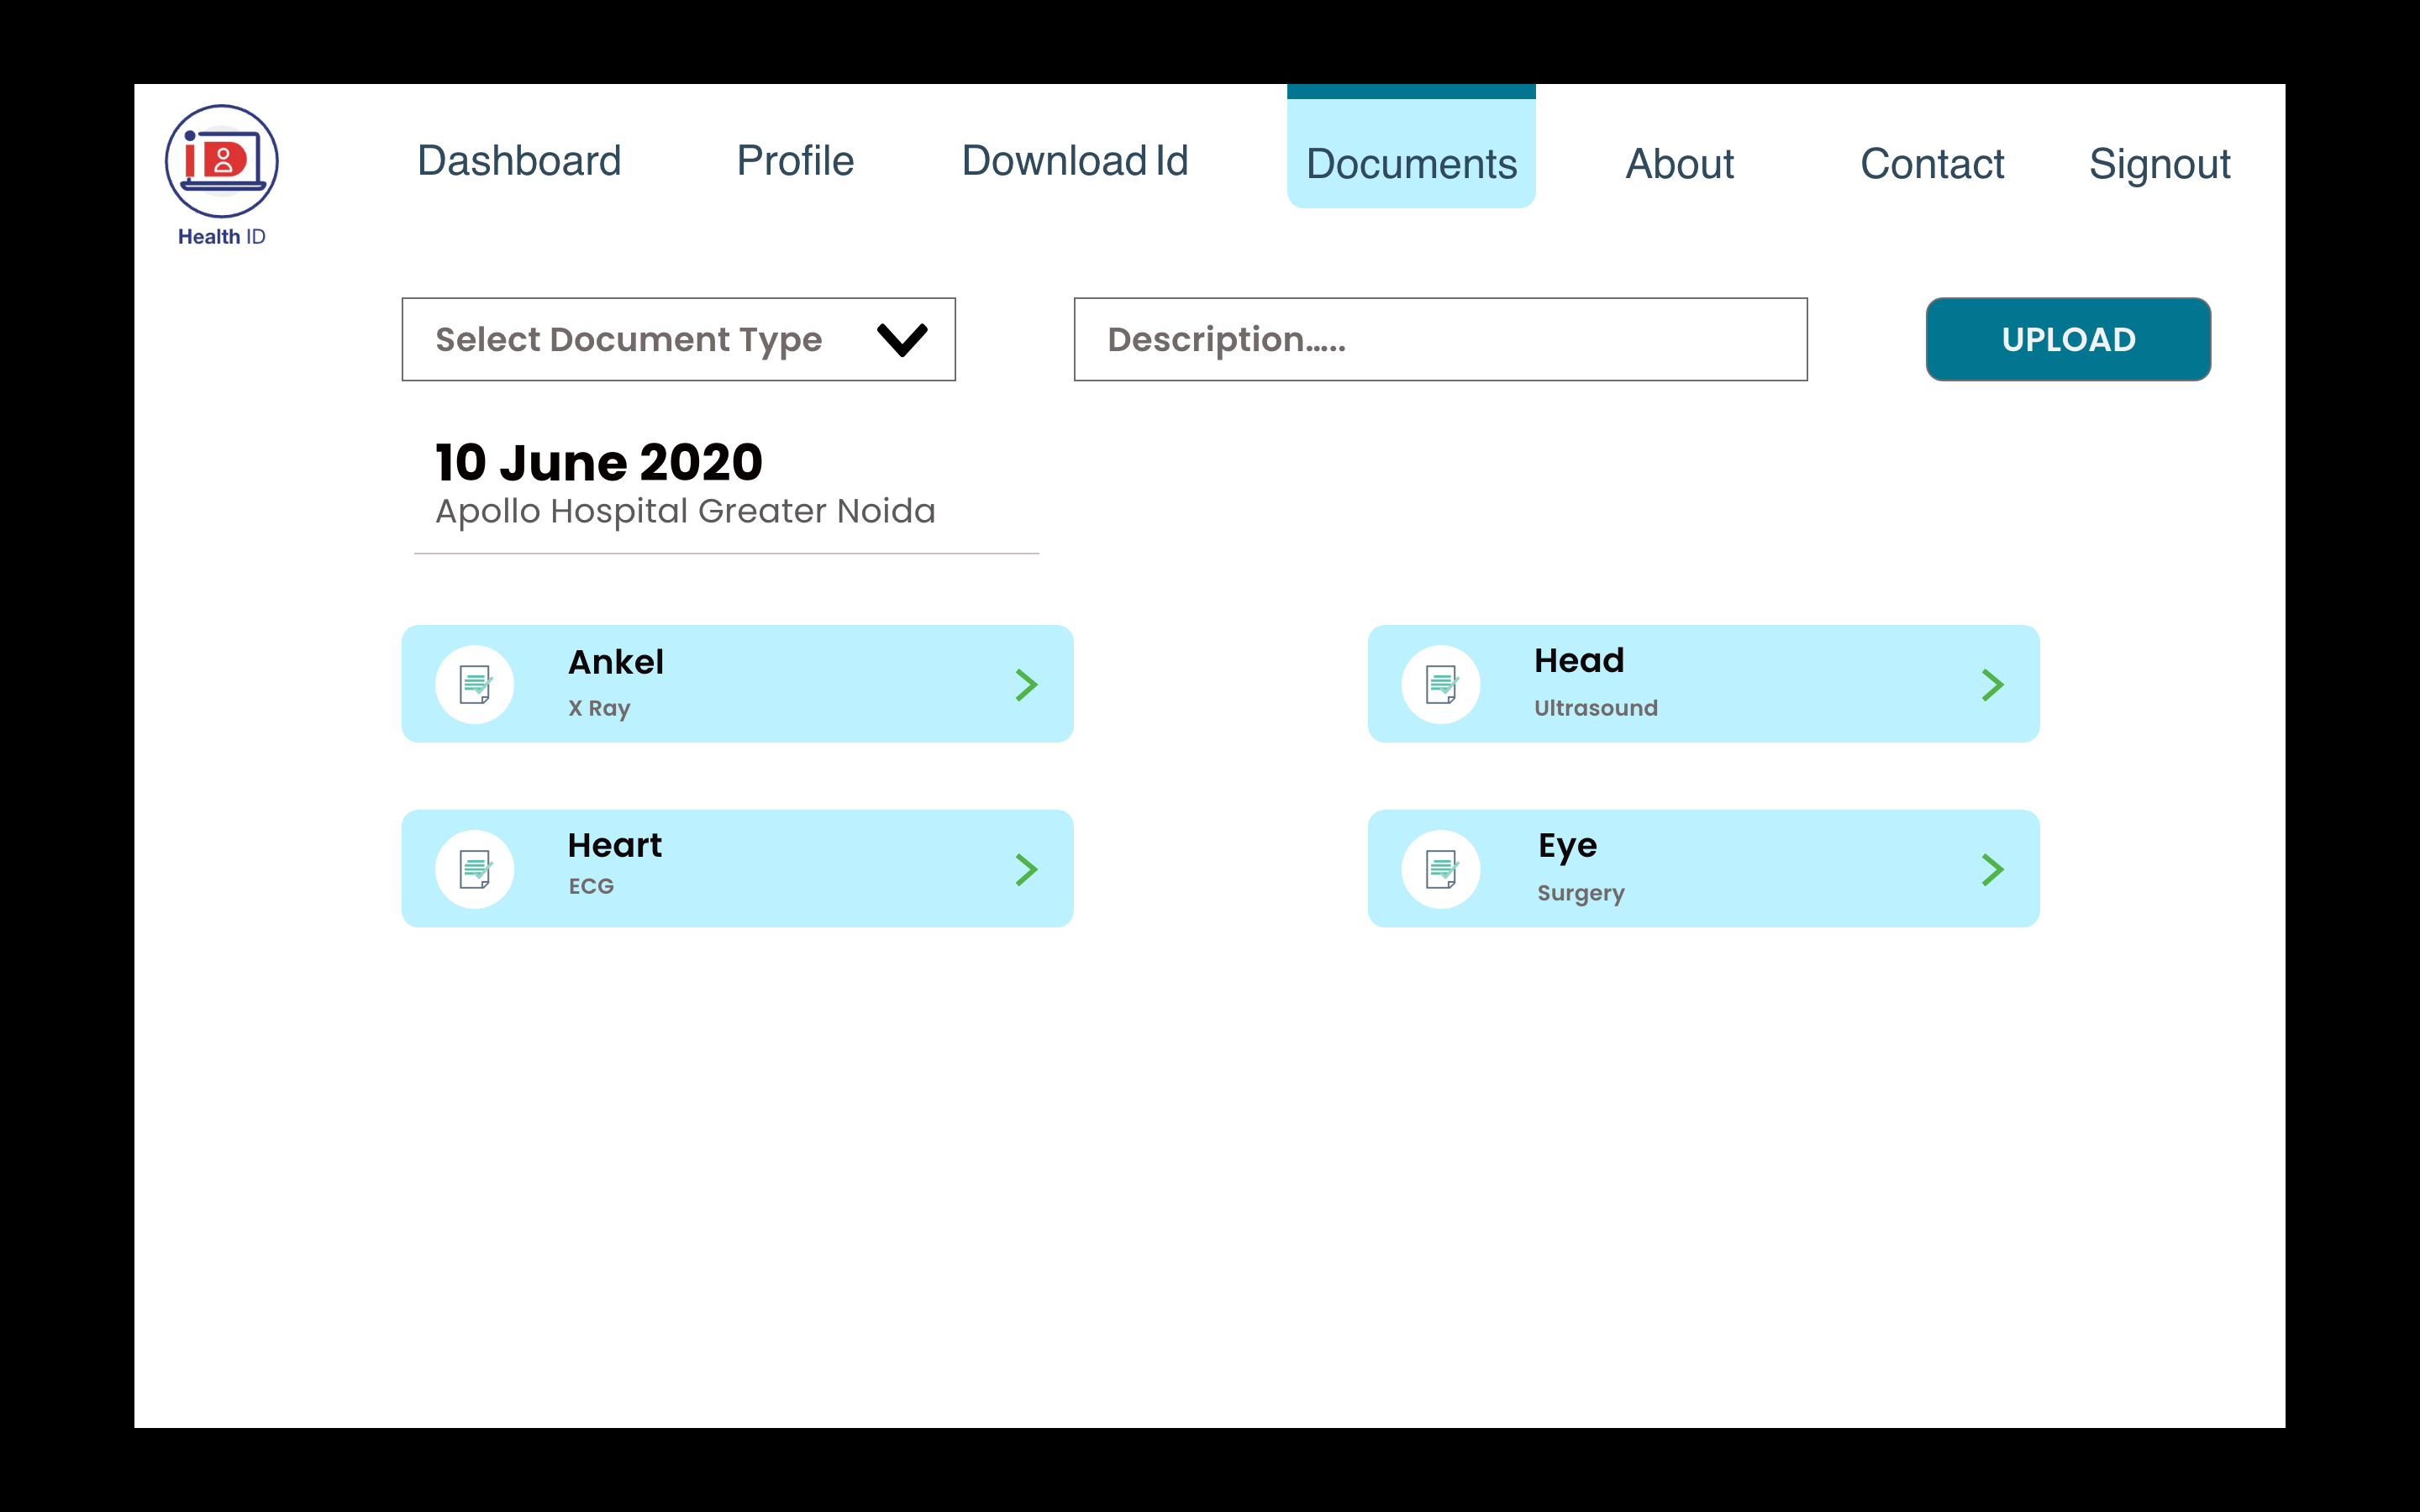 iD
Health ID
Dashboard
Profile
Download Id
Documents
About
Contact
Signout
Select Document Type
Description.....
UPLOAD
10 June 2020
Apollo Hospital Greater Noida
Ankel
X Ray
Head
Ultrasound
Heart
ECG
Eye
Surgery